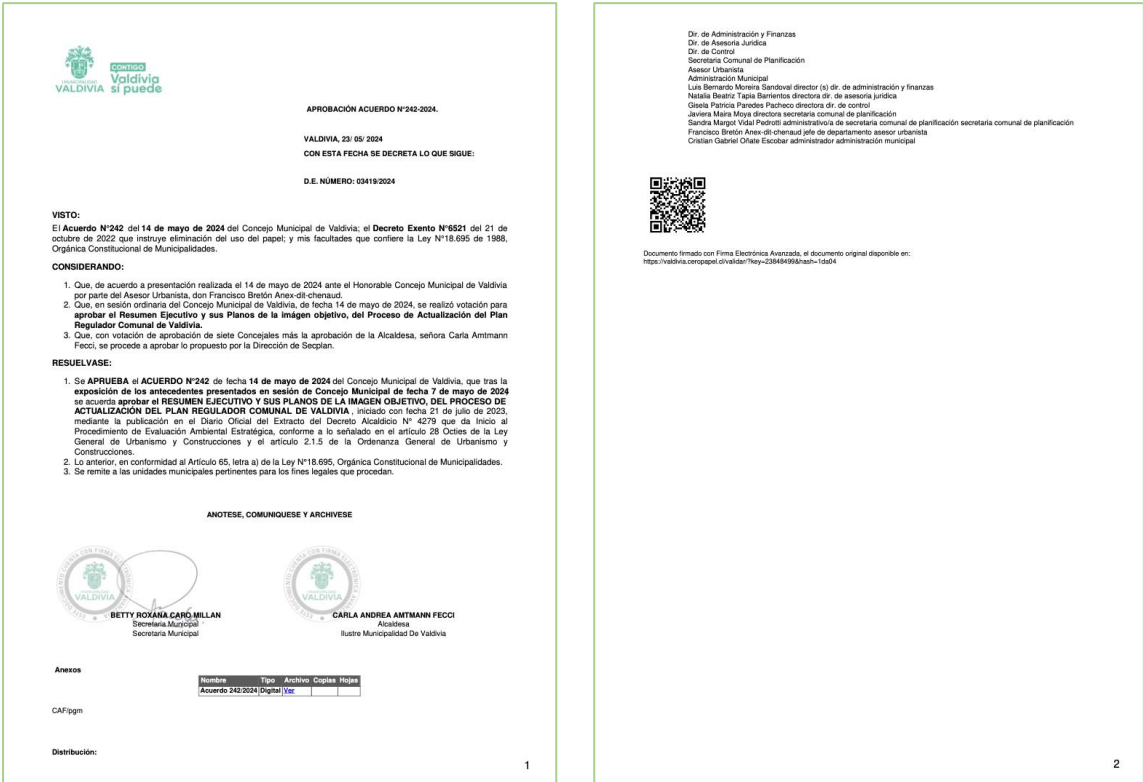 MUNICIPALIDAD
VALDIVIA
CONTIGO
Valdivia
sí puede
APROBACIÓN ACUERDO N°242-2024.
VALDIVIA, 23/ 05/ 2024
CON ESTA FECHA SE DECRETA LO QUE SIGUE:
D.E. NÚMERO: 03419/2024
VISTO:
El Acuerdo N°242 del 14 de mayo de 2024 del Concejo Municipal de Valdivia; el Decreto Exento N°6521 del 21 de
octubre de 2022 que instruye eliminación del uso del papel; y mis facultades que confiere la Ley N°18.695 de 1988,
Orgánica Constitucional de Municipalidades.
CONSIDERANDO:
1. Que, de acuerdo a presentación realizada el 14 de mayo de 2024 ante el Honorable Concejo Municipal de Valdivia
por parte del Asesor Urbanista, don Francisco Bretón Anex-dit-chenaud.
2. Que, en sesión ordinaria del Concejo Municipal de Valdivia, de fecha 14 de mayo de 2024, se realizó votación para
aprobar el Resumen Ejecutivo y sus Planos de la imágen objetivo, del Proceso de Actualización del Plan
Regulador Comunal de Valdivia.
3. Que, con votación de aprobación de siete Concejales más la aprobación de la Alcaldesa, señora Carla Amtmann
Fecci, se procede a aprobar lo propuesto por la Dirección de Secplan.
RESUELVASE:
1. Se APRUEBA el ACUERDO N°242 de fecha 14 de mayo de 2024 del Concejo Municipal de Valdivia, que tras la
exposición de los antecedentes presentados en sesión de Concejo Municipal de fecha 7 de mayo de 2024
se acuerda aprobar el RESUMEN EJECUTIVO Y SUS PLANOS DE LA IMAGEN OBJETIVO, DEL PROCESO DE
ACTUALIZACIÓN DEL PLAN REGULADOR COMUNAL DE VALDIVIA , iniciado con fecha 21 de julio de 2023,
mediante la publicación en el Diario Oficial del Extracto del Decreto Alcaldicio N° 4279 que da Inicio al
Procedimiento de Evaluación Ambiental Estratégica, conforme a lo señalado en el artículo 28 Octies de la Ley
General de Urbanismo y Construcciones y el artículo 2.1.5 de la Ordenanza General de Urbanismo y
Construcciones.
2. Lo anterior, en conformidad al Artículo 65, letra a) de la Ley N°18.695, Orgánica Constitucional de Municipalidades.
3. Se remite a las unidades municipales pertinentes para los fines legales que procedan.
ANOTESE, COMUNIQUESE Y ARCHIVESE
VALDIVIA
BETTY ROXANA CARO MILLAN
Secretaria Municipal
Secretaria Municipal
VALDIVIA
CARLA ANDREA AMTMANN FECCI
Alcaldesa
Ilustre Municipalidad De Valdivia
Anexos
Nombre Tipo Archivo Copias Hojas
Acuerdo 242/2024 Digital Ver
CAF/pgm
Distribución:
1
Dir. de Administración y Finanzas
Dir. de Asesoria Juridica
Dir. de Control
Secretaria Comunal de Planificación
Asesor Urbanista
Administración Municipal
Luis Bernardo Moreira Sandoval director (s) dir. de administración y finanzas
Natalia Beatriz Tapia Barrientos directora dir. de asesoria juridica
Gisela Patricia Paredes Pacheco directora dir. de control
Javiera Maira Moya directora secretaria comunal de planificación
Sandra Margot Vidal Pedrotti administrativo/a de secretaria comunal de planificación secretaria comunal de planificación
Francisco Bretón Anex-dit-chenaud jefe de departamento asesor urbanista
Cristian Gabriel Oñate Escobar administrador administración municipal
Documento firmado con Firma Electrónica Avanzada, el documento original disponible en:
https://valdivia.ceropapel.cl/validar/?key=23848499&hash=1da04
2